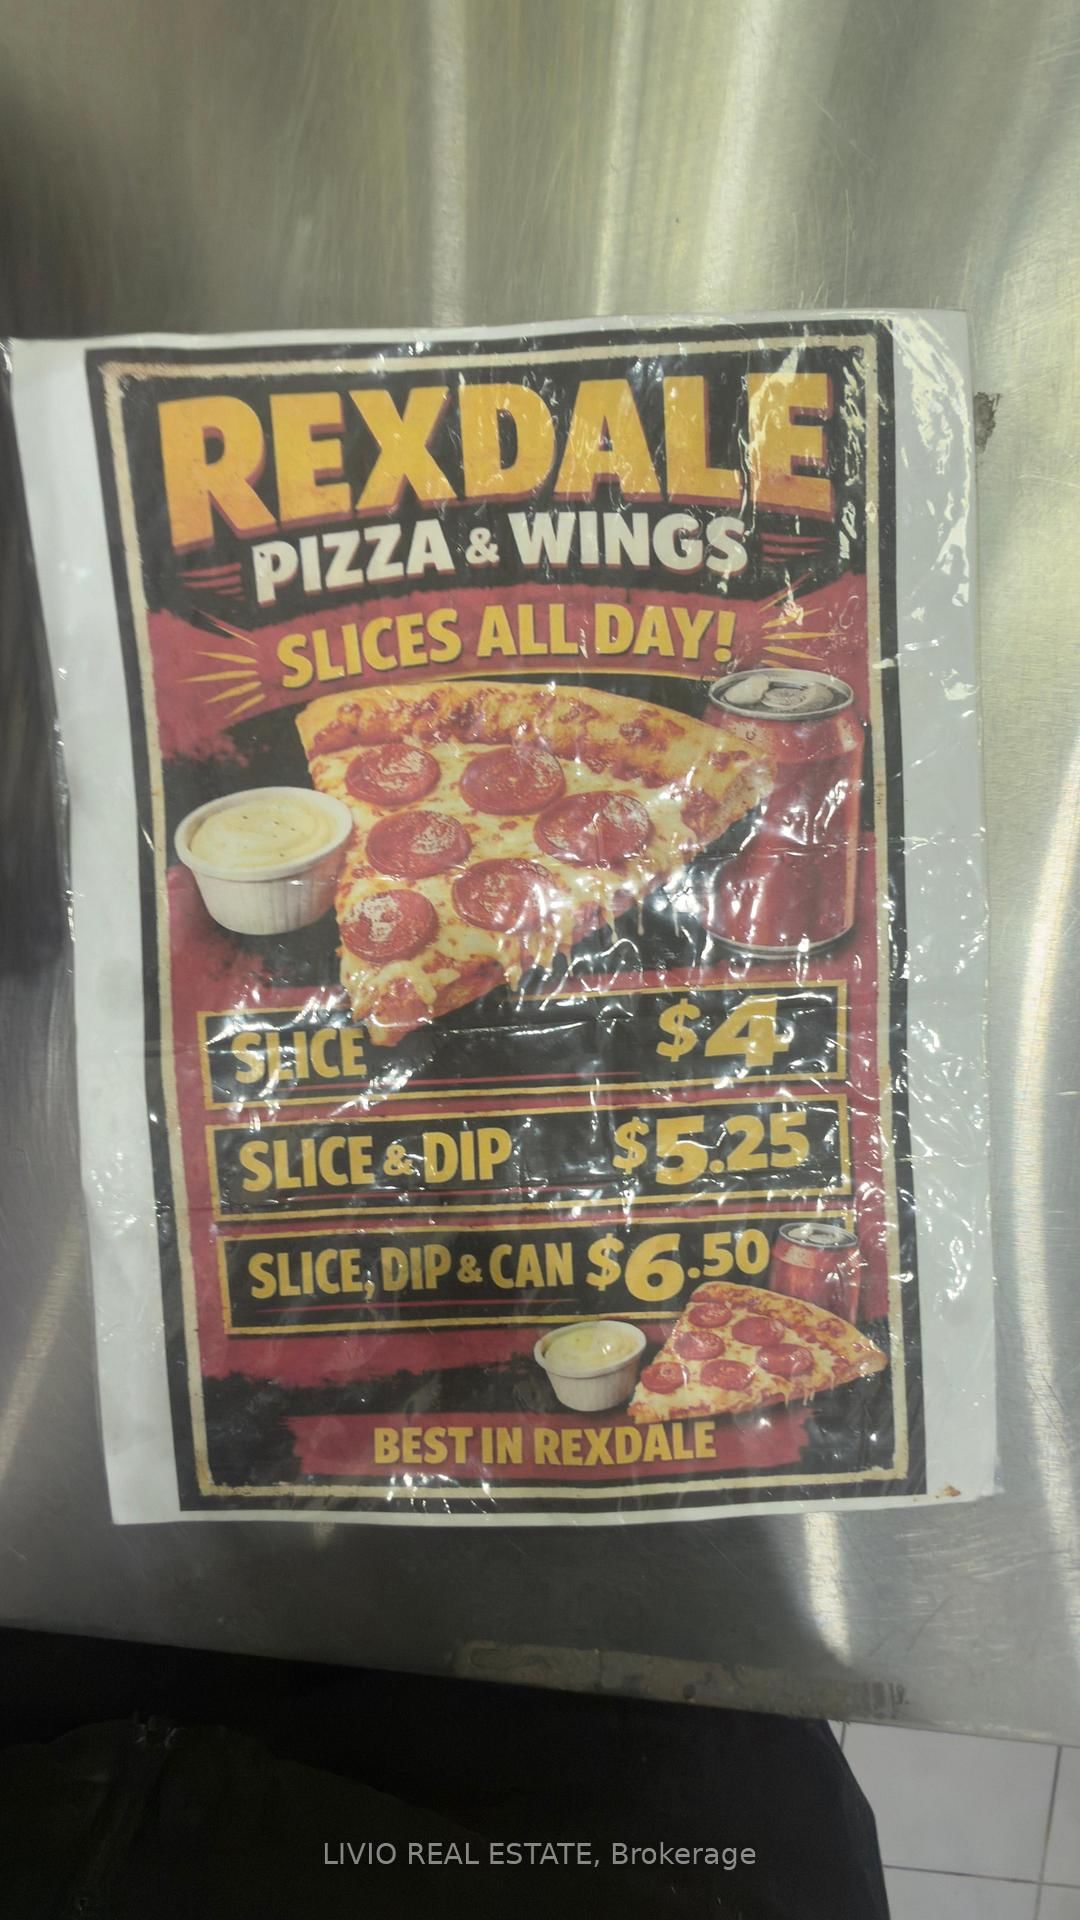 REXDALE
PIZZA & WINGS
SLICES ALL DAY!
SLICE $4
SLICE & DIP $5.25
SLICE, DIP & CAN $6.50
BEST IN REXDALE
LIVIO REAL ESTATE, Brokerage